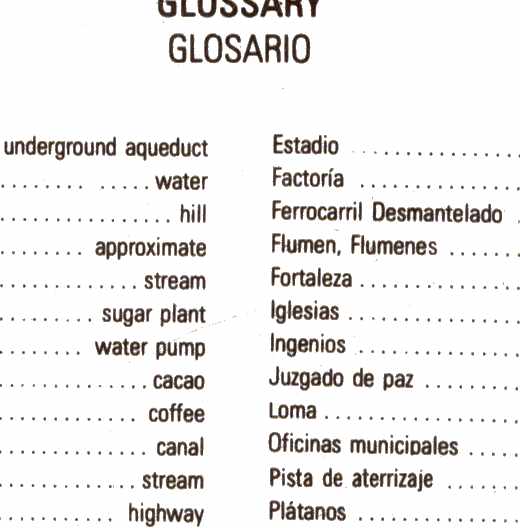 GLOSSARY
GLOSARIO
underground aqueduct
........ ..... water
................ hill
........ approximate
............. stream
.......... sugar plant
........ water pump
.............. cacao
............. coffee
.............. canal
............. stream
........... highway
Estadio ................
Factoría ...............
Ferrocarril Desmantelado .
Flumen, Flumenes .......
Fortaleza ...............
Iglesias ................
Ingenios ...............
Juzgado de paz .........
Loma ..................
Oficinas municipales .....
Pista de aterrizaje .......
Plátanos ...............